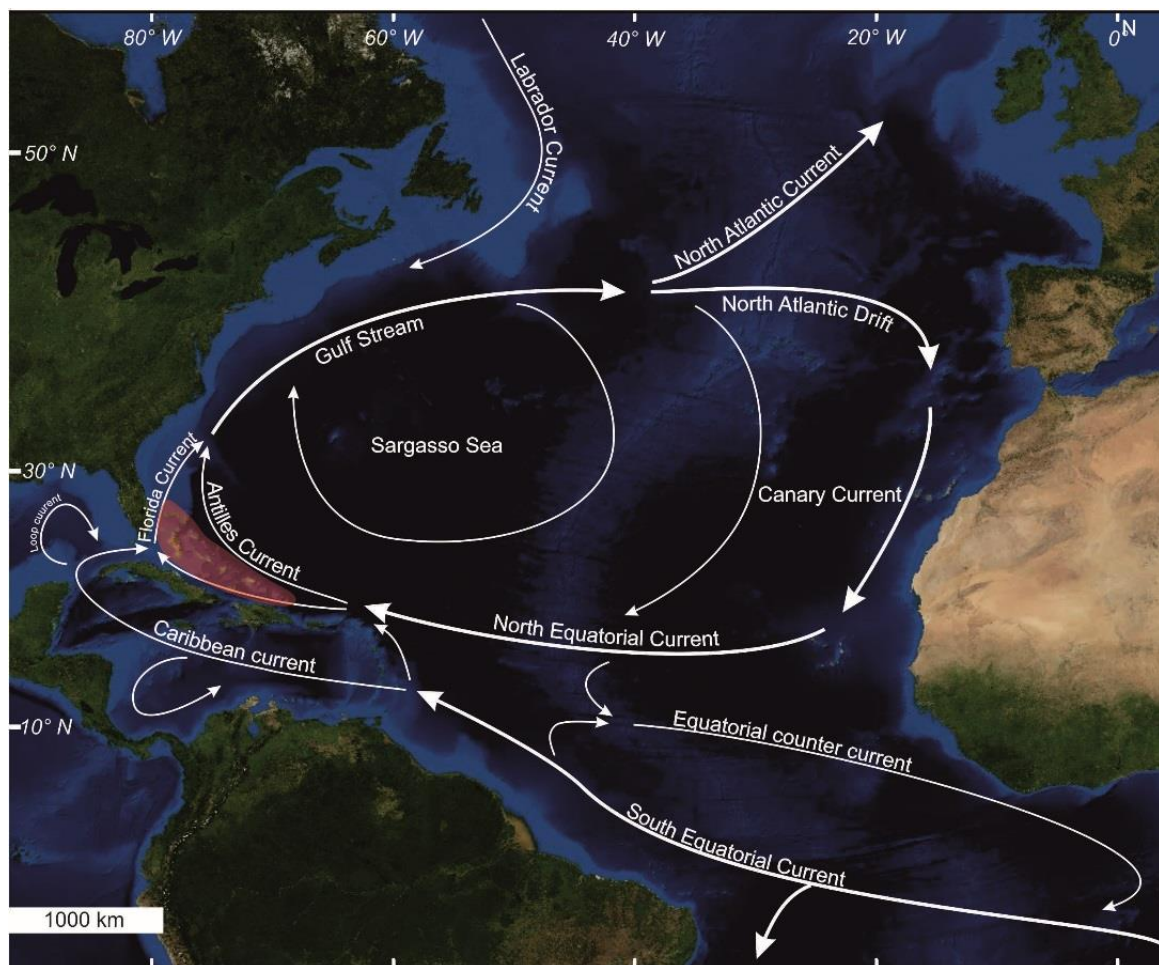 80° W
60° W
40° W
20° W
0°
N
Labrador Current
50° N
North Atlantic Current
North Atlantic Drift
Gulf Stream
Sargasso Sea
30° N
Florida Current
Canary Current
Loop cuurent
Antilles Current
North Equatorial Current
Caribbean current
10° N
Equatorial counter current
South Equatorial Current
1000 km